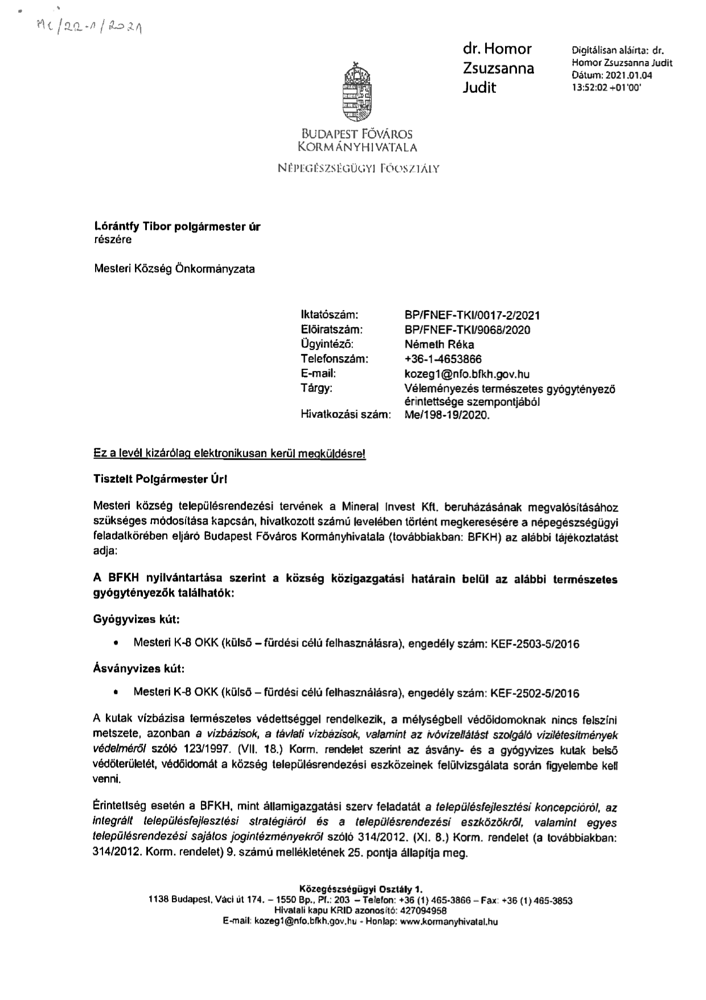 Me/22-1/2021
dr. Homor
Zsuzsanna
Judit
Digitálisan aláírta: dr.
Homor Zsuzsanna Judit
Dátum: 2021.01.04
13:52:02 +01'00'
BUDAPEST FŐVÁROS
KORMÁNYHIVATALA
NÉPEGÉSZSÉGÜGYI FŐOSZTÁLY
Lórántfy Tibor polgármester úr
részére
Mesteri Község Önkormányzata
Iktatószám: BP/FNEF-TKI/0017-2/2021
Előiratszám: BP/FNEF-TKI/9068/2020
Ügyintéző: Németh Réka
Telefonszám: +36-1-4653866
E-mail: kozeg1@nfo.bfkh.gov.hu
Tárgy: Véleményezés természetes gyógytényező
érintettsége szempontjából
Hivatkozási szám: Me/198-19/2020.
Ez a levél kizárólag elektronikusan kerül megküldésre!
Tisztelt Polgármester Úr!
Mesteri község településrendezési tervének a Mineral Invest Kft. beruházásának megvalósításához
szükséges módosítása kapcsán, hivatkozott számú levelében történt megkeresésére a népegészségügyi
feladatkörében eljáró Budapest Főváros Kormányhivatala (továbbiakban: BFKH) az alábbi tájékoztatást
adja:
A BFKH nyilvántartása szerint a község közigazgatási határain belül az alábbi természetes
gyógytényezők találhatók:
Gyógyvizes kút:
• Mesteri K-8 OKK (külső – fürdési célú felhasználásra), engedély szám: KEF-2503-5/2016
Ásványvizes kút:
• Mesteri K-8 OKK (külső – fürdési célú felhasználásra), engedély szám: KEF-2502-5/2016
A kutak vízbázisa természetes védettséggel rendelkezik, a mélységbeli védőidomoknak nincs felszíni
metszete, azonban a vízbázisok, a távlati vízbázisok, valamint az ivóvízellátást szolgáló vízilétesítmények
védelméről szóló 123/1997. (VII. 18.) Korm. rendelet szerint az ásvány- és a gyógyvizes kutak belső
védőterületét, védőidomát a község településrendezési eszközeinek felülvizsgálata során figyelembe kell
venni.
Érintettség esetén a BFKH, mint államigazgatási szerv feladatát a településfejlesztési koncepcióról, az
integrált településfejlesztési stratégiáról és a településrendezési eszközökről, valamint egyes
településrendezési sajátos jogintézményekről szóló 314/2012. (XI. 8.) Korm. rendelet (a továbbiakban:
314/2012. Korm. rendelet) 9. számú mellékletének 25. pontja állapítja meg.
Közegészségügyi Osztály 1.
1138 Budapest, Váci út 174. – 1550 Bp., Pf.: 203 – Telefon: +36 (1) 465-3866 – Fax: +36 (1) 465-3853
Hivatali kapu KRID azonosító: 427094958
E-mail: kozeg1@nfo.bfkh.gov.hu - Honlap: www.kormanyhivatal.hu